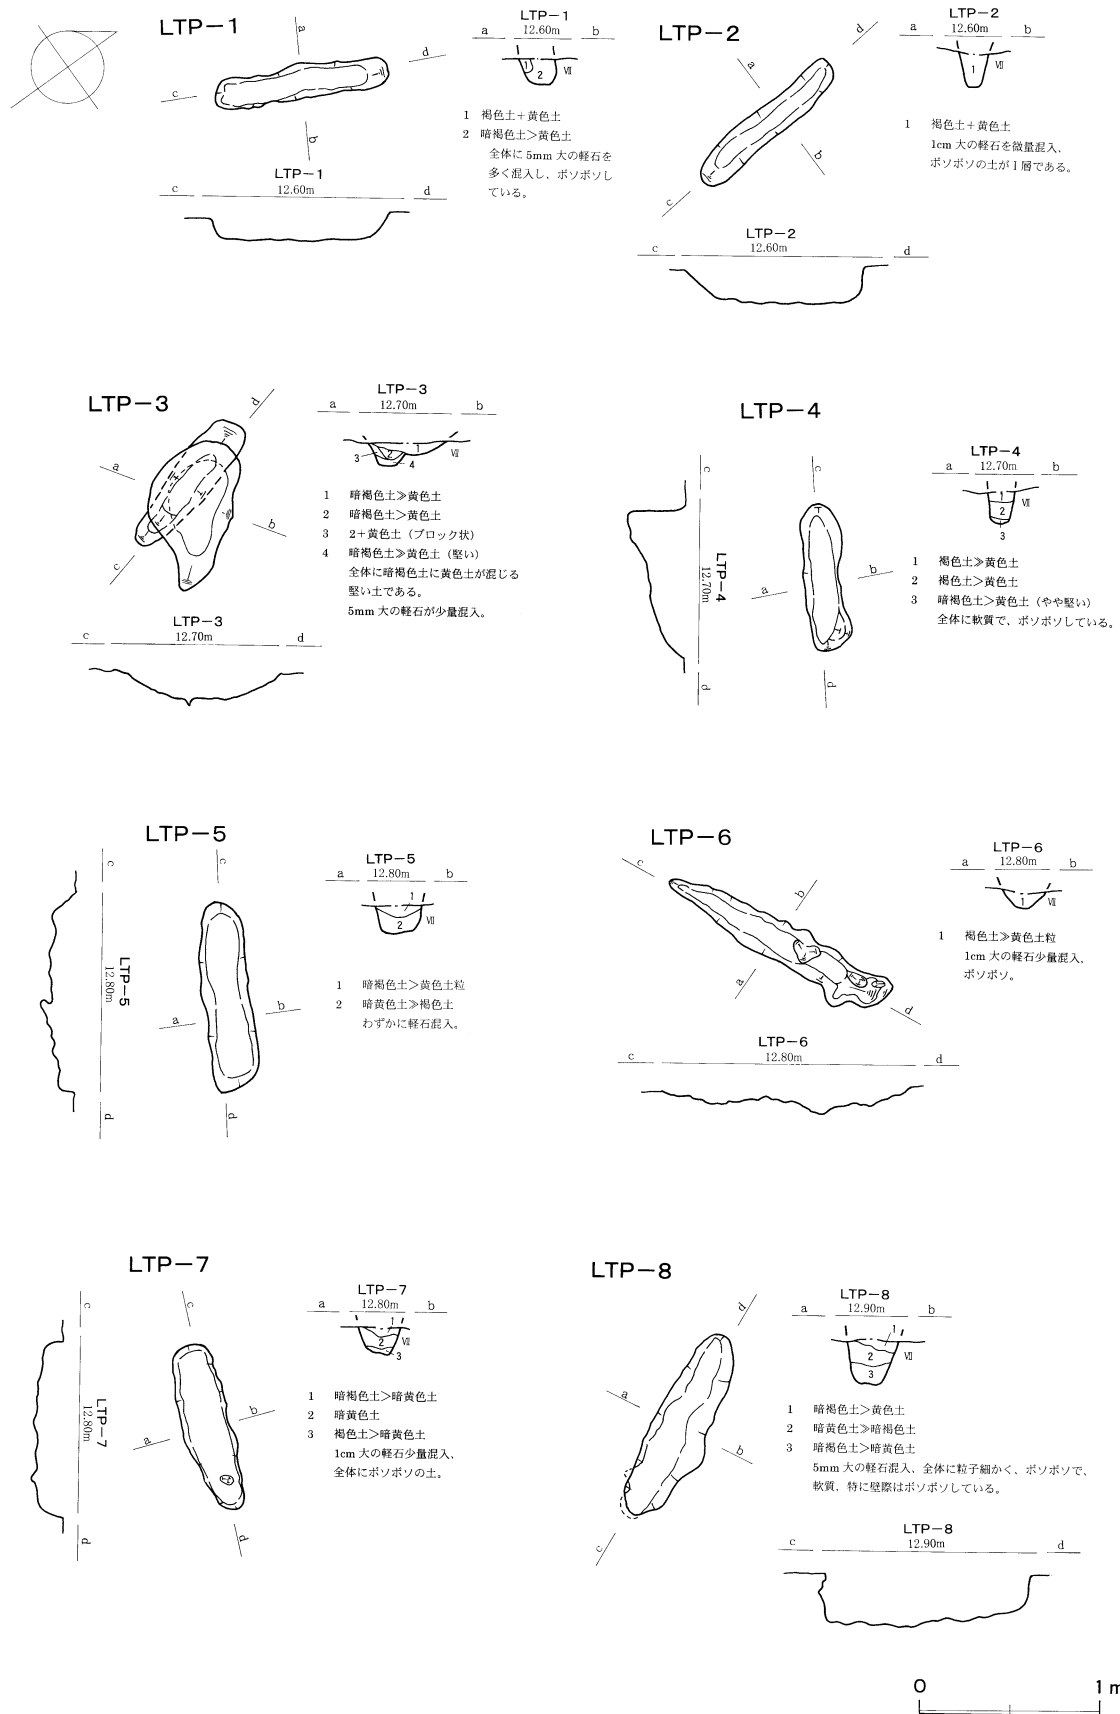 LTP－1
a
b
c
d
LTP－1
12.60m
c
d
LTP－1
a 12.60m b
1
2
Ⅶ
1 褐色土＋黄色土
2 暗褐色土＞黄色土
全体に5mm大の軽石を
多く混入し、ボソボソし
ている。
LTP－2
a
b
c
d
LTP－2
a 12.60m b
1
Ⅶ
1 褐色土＋黄色土
1cm大の軽石を微量混入、
ボソボソの土がⅠ層である。
LTP－2
c 12.60m d
LTP－3
a
b
c
d
LTP－3
a 12.70m b
1
2
3
4
Ⅶ
1 暗褐色土≫黄色土
2 暗褐色土＞黄色土
3 2＋黄色土（ブロック状）
4 暗褐色土≫黄色土（堅い）
全体に暗褐色土に黄色土が混じる
堅い土である。
5mm大の軽石が少量混入。
LTP－3
c 12.70m d
LTP－4
c
d
LTP－4
12.70m
a
b
c
d
LTP－4
a 12.70m b
1
2
3
Ⅶ
1 褐色土≫黄色土
2 褐色土＞黄色土
3 暗褐色土＞黄色土（やや堅い）
全体に軟質で、ボソボソしている。
LTP－5
c
d
LTP－5
12.80m
a
b
c
d
LTP－5
a 12.80m b
1
2
Ⅶ
1 暗褐色土＞黄色土粒
2 暗黄色土≫褐色土
わずかに軽石混入。
LTP－6
a
b
c
d
LTP－6
a 12.80m b
1
Ⅶ
1 褐色土≫黄色土粒
1cm大の軽石少量混入、
ボソボソ。
LTP－6
c 12.80m d
LTP－7
c
d
LTP－7
12.80m
a
b
c
d
LTP－7
a 12.80m b
1
2
3
Ⅶ
1 暗褐色土＞暗黄色土
2 暗黄色土
3 褐色土＞暗黄色土
1cm大の軽石少量混入、
全体にボソボソの土。
LTP－8
a
b
c
d
LTP－8
a 12.90m b
1
2
3
Ⅶ
1 暗褐色土＞黄色土
2 暗黄色土≫暗褐色土
3 暗褐色土＞暗黄色土
5mm大の軽石混入、全体に粒子細かく、ボソボソで、
軟質、特に壁際はボソボソしている。
LTP－8
c 12.90m d
0 1 m